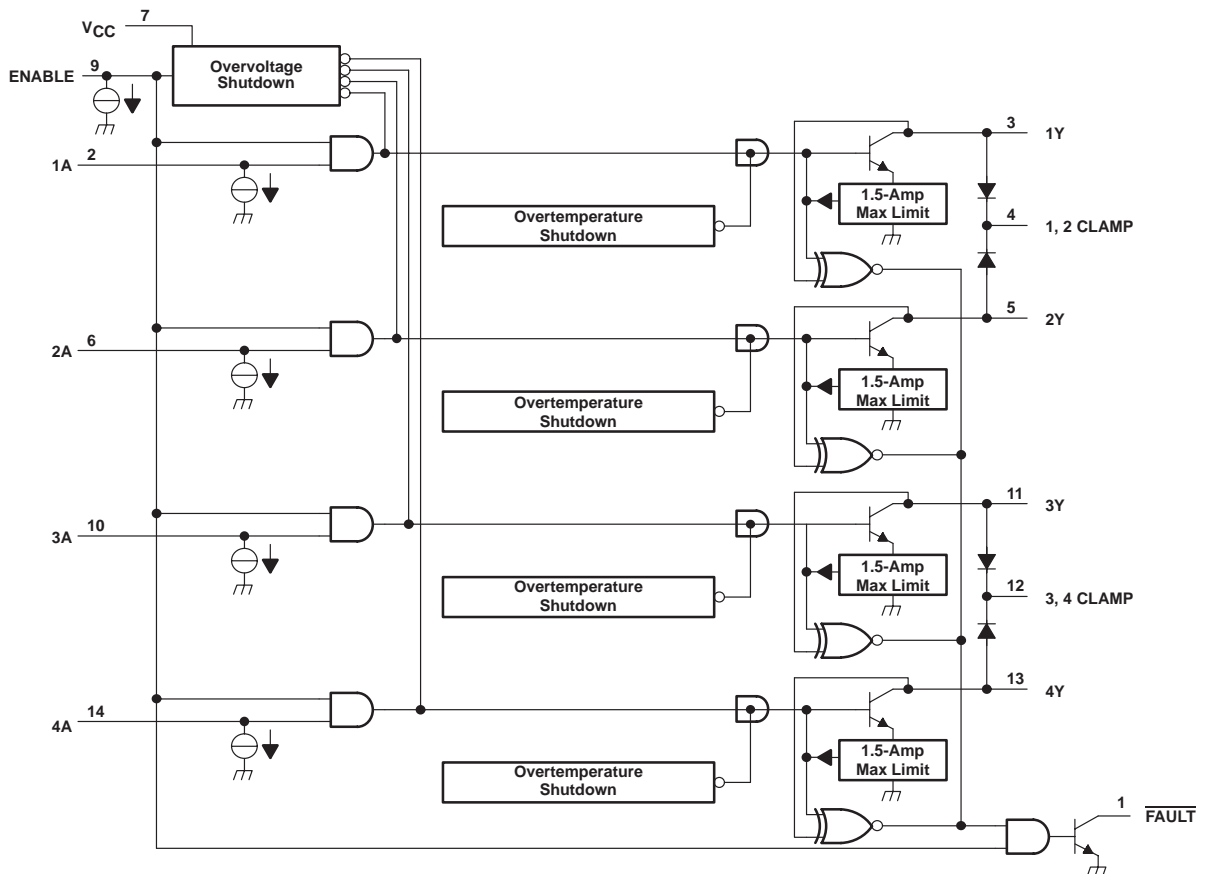 VCC 7
ENABLE 9
Overvoltage
Shutdown
1A 2
3 1Y
1.5-Amp
Max Limit
4 1, 2 CLAMP
Overtemperature
Shutdown
5 2Y
2A 6
1.5-Amp
Max Limit
Overtemperature
Shutdown
11 3Y
3A 10
1.5-Amp
Max Limit
12 3, 4 CLAMP
Overtemperature
Shutdown
13 4Y
4A 14
1.5-Amp
Max Limit
Overtemperature
Shutdown
1 FAULT